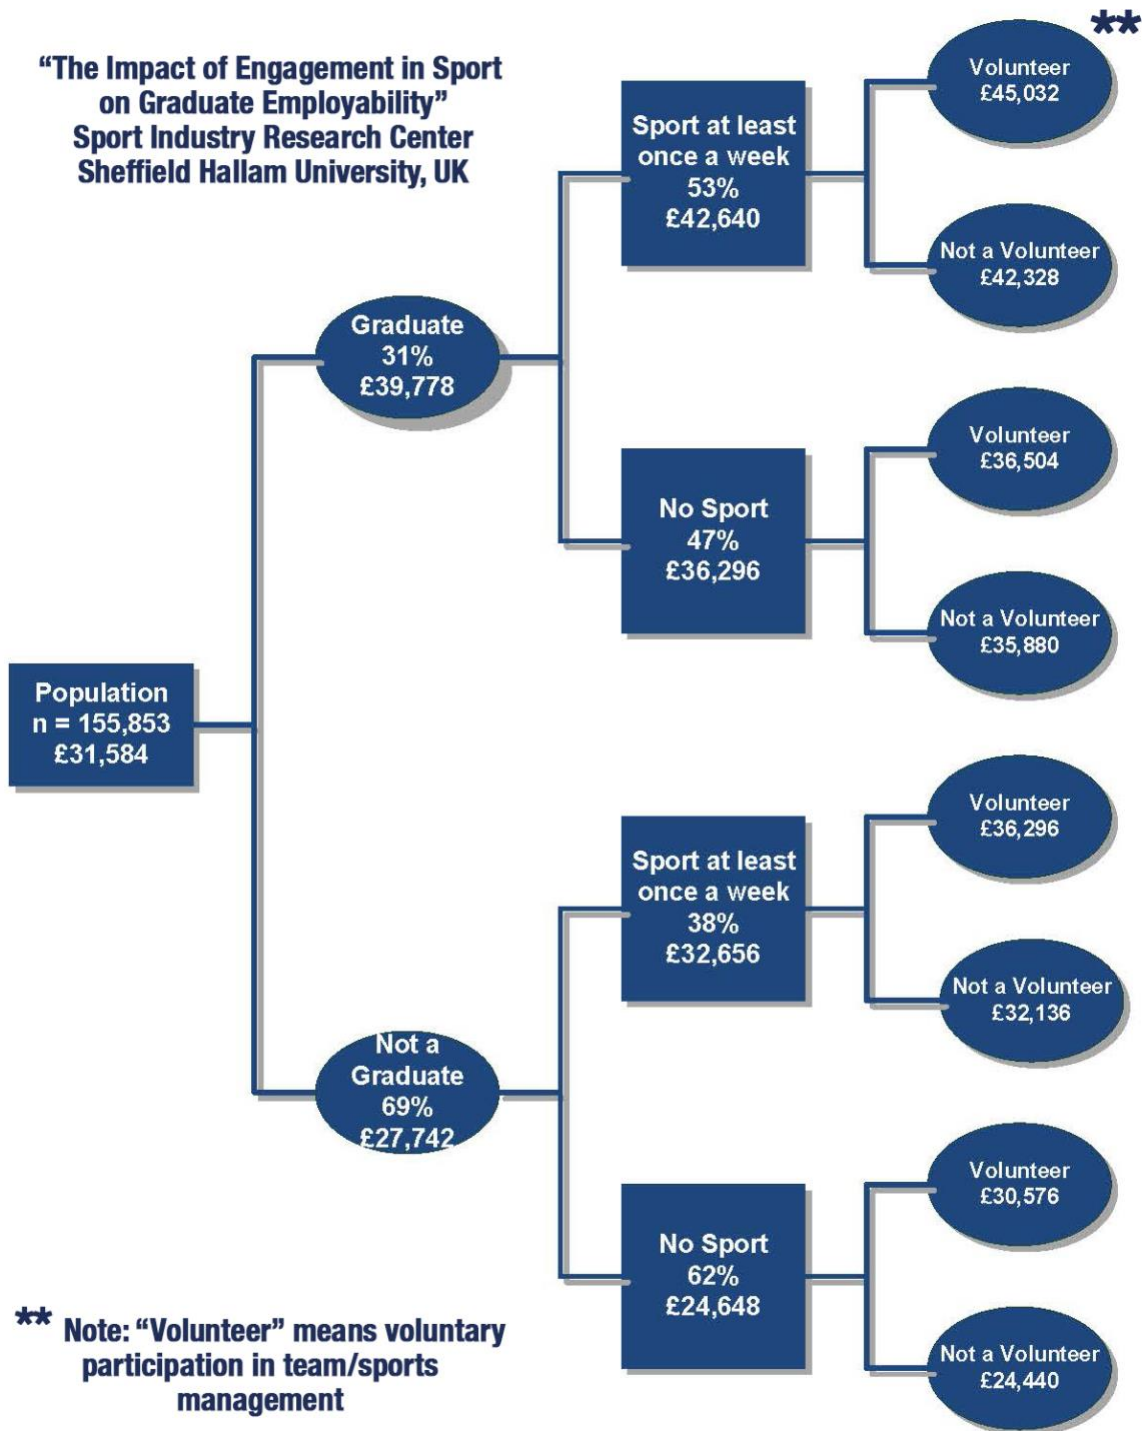 **
“The Impact of Engagement in Sport
on Graduate Employability”
Sport Industry Research Center
Sheffield Hallam University, UK
Population
n = 155,853
£31,584
Graduate
31%
£39,778
Sport at least
once a week
53%
£42,640
Volunteer
£45,032
Not a Volunteer
£42,328
No Sport
47%
£36,296
Volunteer
£36,504
Not a Volunteer
£35,880
Not a
Graduate
69%
£27,742
Sport at least
once a week
38%
£32,656
Volunteer
£36,296
Not a Volunteer
£32,136
No Sport
62%
£24,648
Volunteer
£30,576
Not a Volunteer
£24,440
** Note: “Volunteer” means voluntary
participation in team/sports
management